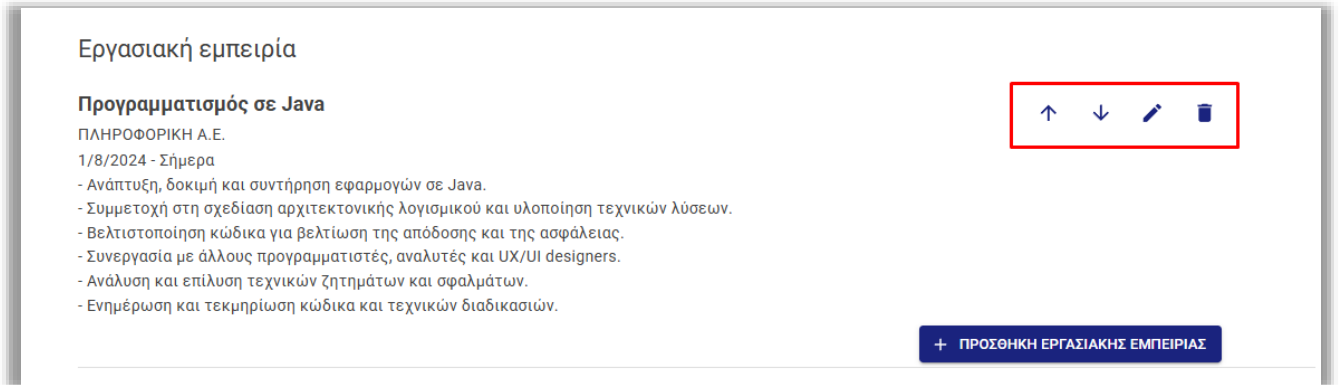 Εργασιακή εμπειρία
Προγραμματισμός σε Java
ΠΛΗΡΟΦΟΡΙΚΗ Α.Ε.
1/8/2024 - Σήμερα
- Ανάπτυξη, δοκιμή και συντήρηση εφαρμογών σε Java.
- Συμμετοχή στη σχεδίαση αρχιτεκτονικής λογισμικού και υλοποίηση τεχνικών λύσεων.
- Βελτιστοποίηση κώδικα για βελτίωση της απόδοσης και της ασφάλειας.
- Συνεργασία με άλλους προγραμματιστές, αναλυτές και UX/UI designers.
- Ανάλυση και επίλυση τεχνικών ζητημάτων και σφαλμάτων.
- Ενημέρωση και τεκμηρίωση κώδικα και τεχνικών διαδικασιών.
+ ΠΡΟΣΘΗΚΗ ΕΡΓΑΣΙΑΚΗΣ ΕΜΠΕΙΡΙΑΣ